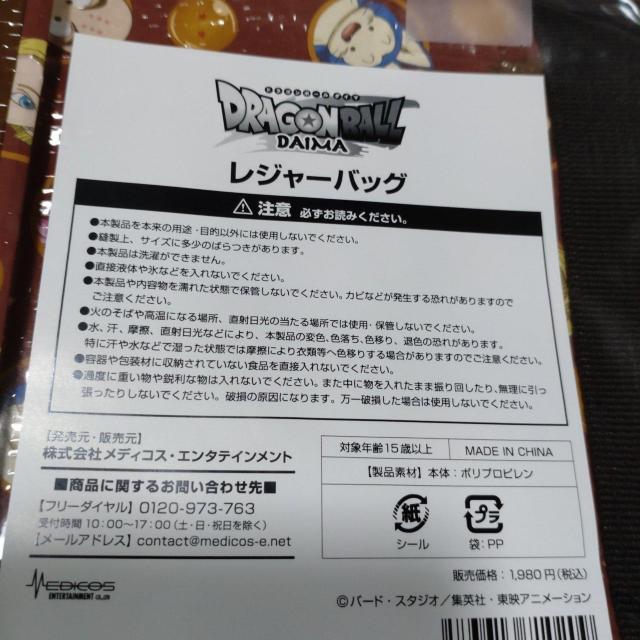 ドラゴンボールダイマ
DRAGONBALL
DAIMA
レジャーバッグ
注意 必ずお読みください。
●本製品を本来の用途・目的以外には使用しないでください。
●縫製上、サイズに多少のばらつきがあります。
●本製品は洗濯ができません。
●直接液体や氷などを入れないでください。
●本製品や内容物を濡れた状態で保管しないでください。カビなどが発生する恐れがありますので
ご注意ください。
●火のそばや高温になる場所、直射日光の当たる場所では使用・保管しないでください。
●水、汗、摩擦、直射日光などにより、本製品の変色、色落ち、色移り、退色の恐れがあります。
特に汗や水などで湿った状態では摩擦により衣類等へ色移りする場合がありますのでご注意ください。
●容器や包装材に収納されていない食品を直接入れないでください。
●過度に重い物や鋭利な物は入れないでください。また中に物を入れたまま振り回したり、無理に引っ
張ったりしないでください。破損の原因になります。万一破損した場合は使用しないでください。
【発売元・販売元】
株式会社メディコス・エンタテインメント
■商品に関するお問い合わせ先■
【フリーダイヤル】0120-973-763
受付時間 10:00〜17:00（土・日・祝日を除く）
【メールアドレス】contact@medicos-e.net
MEDICOS
ENTERTAINMENT CO.,LTD
対象年齢15歳以上
MADE IN CHINA
【製品素材】本体：ポリプロピレン
紙
シール
プラ
袋：PP
販売価格：1,980円（税込）
©バード・スタジオ/集英社・東映アニメーション